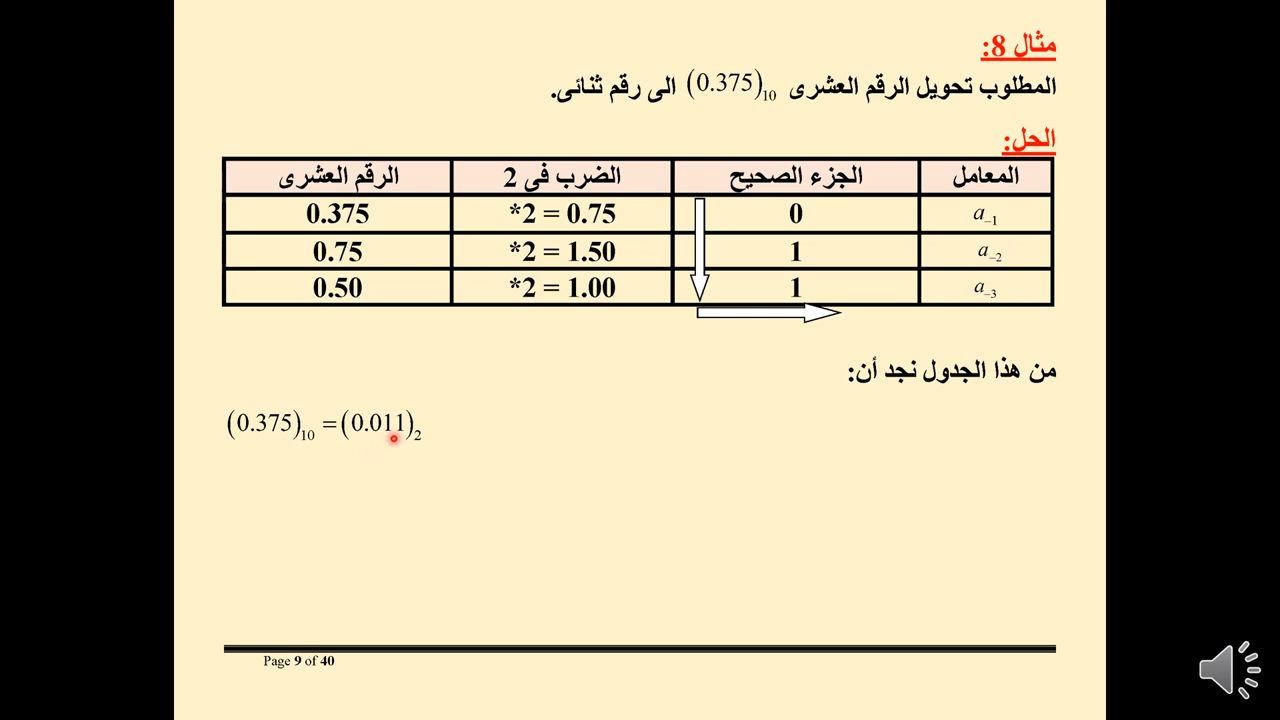 مثال 8:
المطلوب تحويل الرقم العشرى (0.375)₁₀ الى رقم ثنائى.
الحل:
المعامل الجزء الصحيح الضرب فى 2 الرقم العشرى
a₋₁ 0 *2 = 0.75 0.375
a₋₂ 1 *2 = 1.50 0.75
a₋₃ 1 *2 = 1.00 0.50
من هذا الجدول نجد أن:
(0.375)₁₀ = (0.011)₂
Page 9 of 40